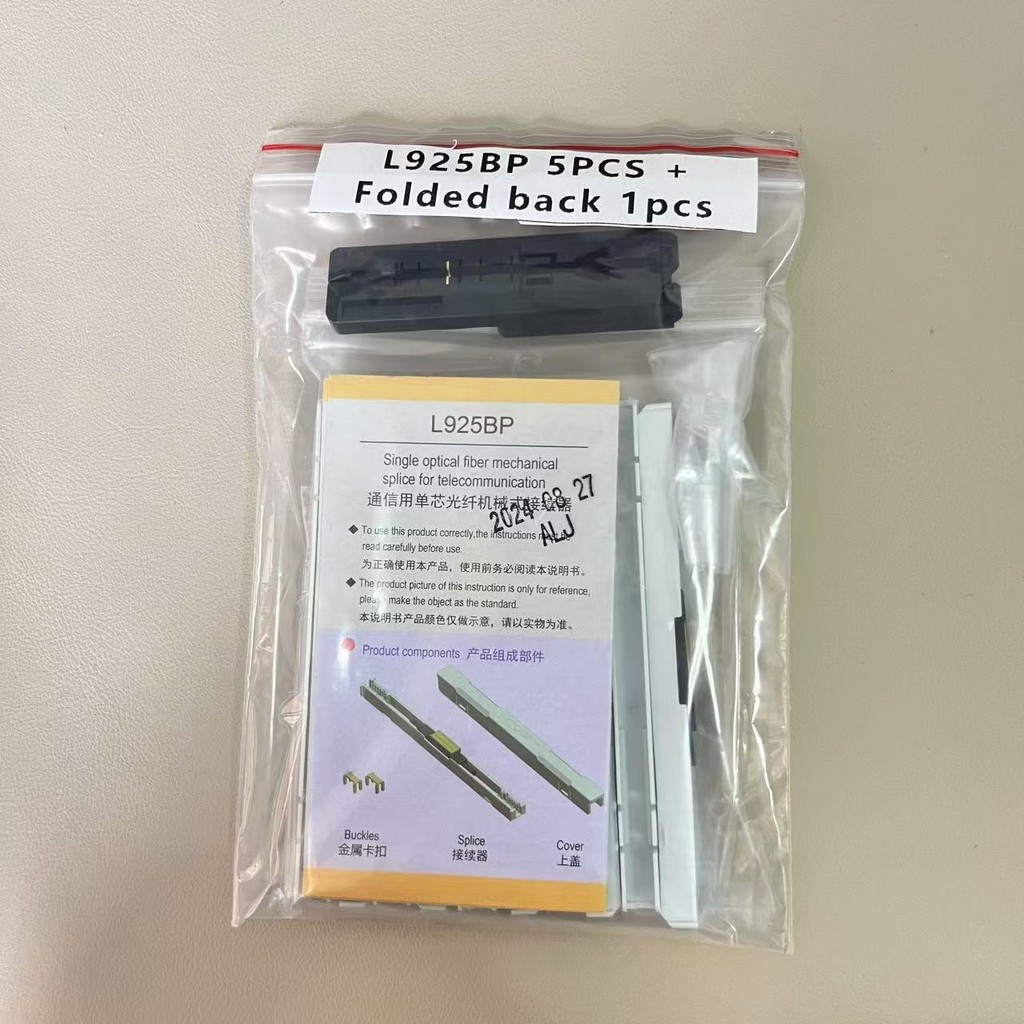 L925BP 5PCS +
Folded back 1pcs
L925BP
Single optical fiber mechanical
splice for telecommunication
通信用单芯光纤机械式接续器
2024 08 27
ALJ
To use this product correctly,the instructions must be
read carefully before use.
为正确使用本产品，使用前务必阅读本说明书。
The product picture of this instruction is only for reference,
please make the object as the standard.
本说明书产品颜色仅做示意，请以实物为准。
Product components 产品组成部件
Buckles
金属卡扣
Splice
接续器
Cover
上盖